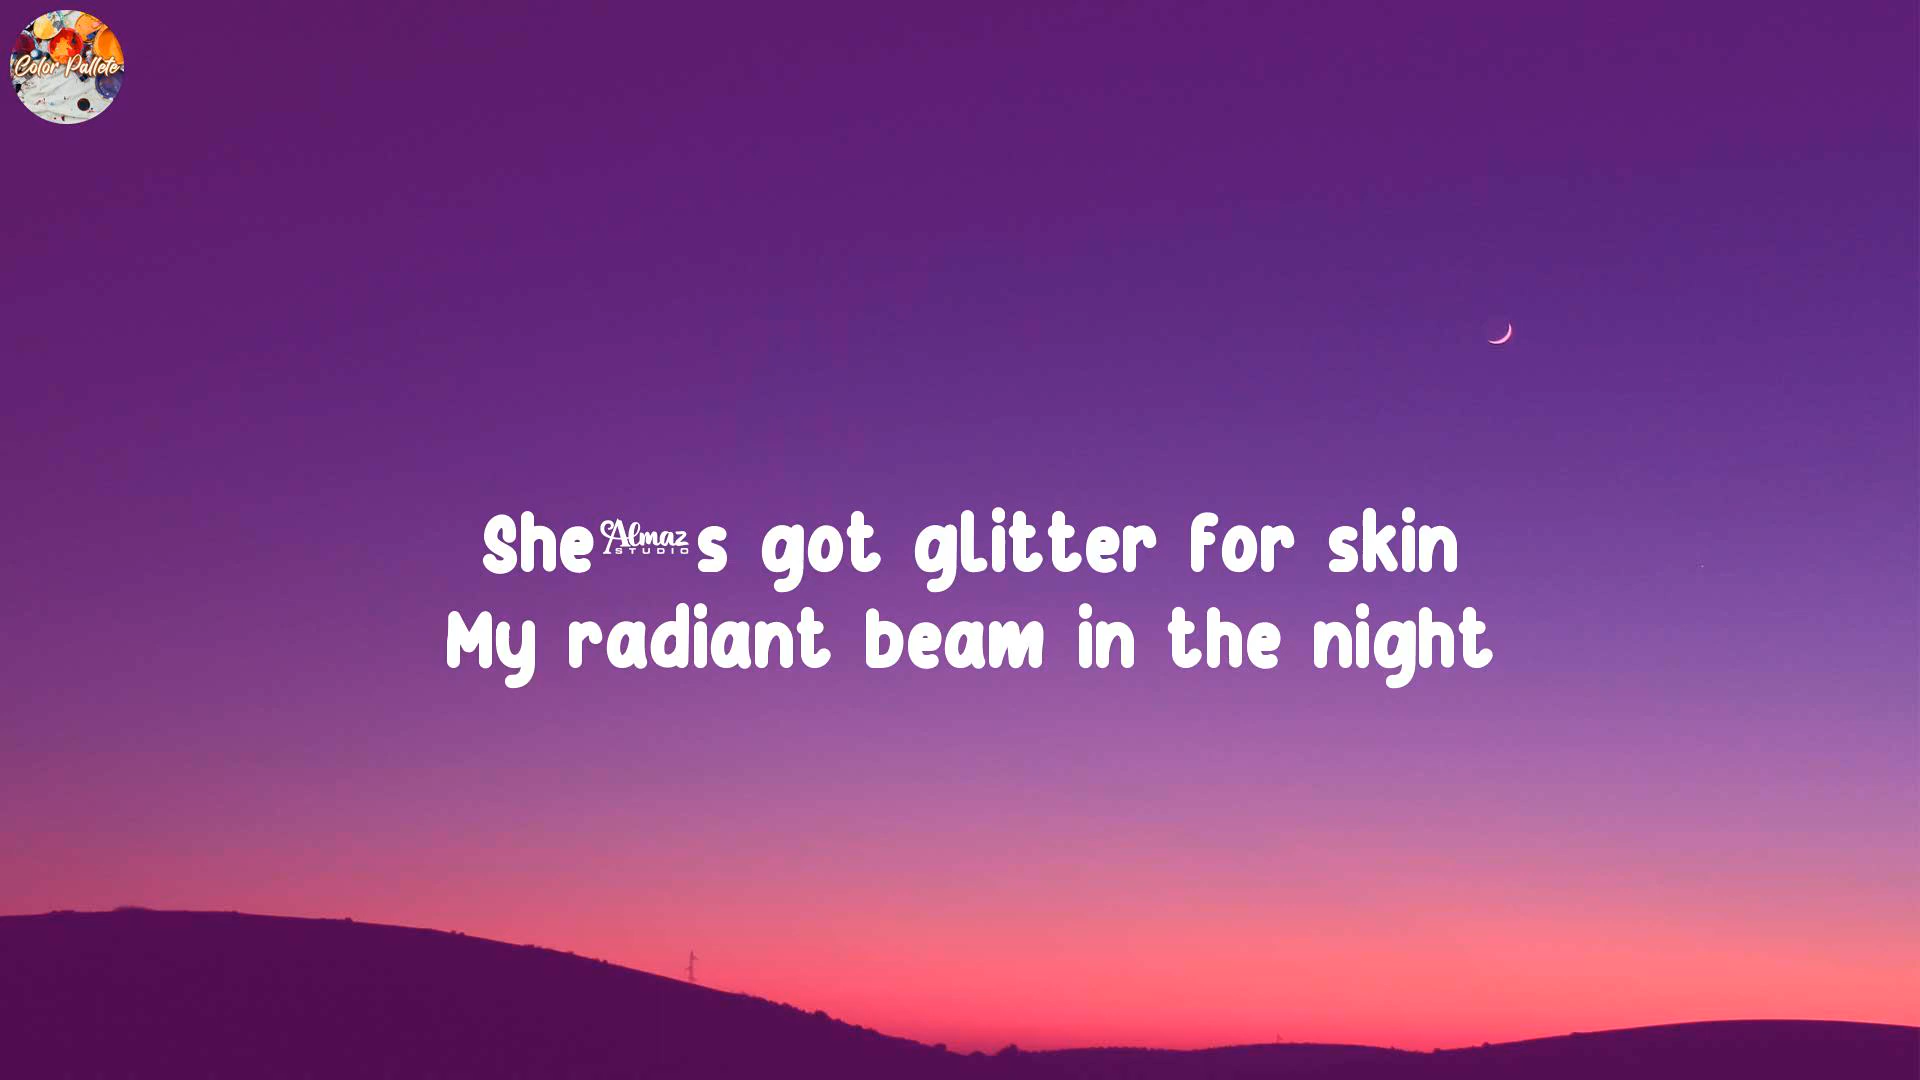 Color Pallete
She Almaz STUDIO s got glitter for skin
My radiant beam in the night